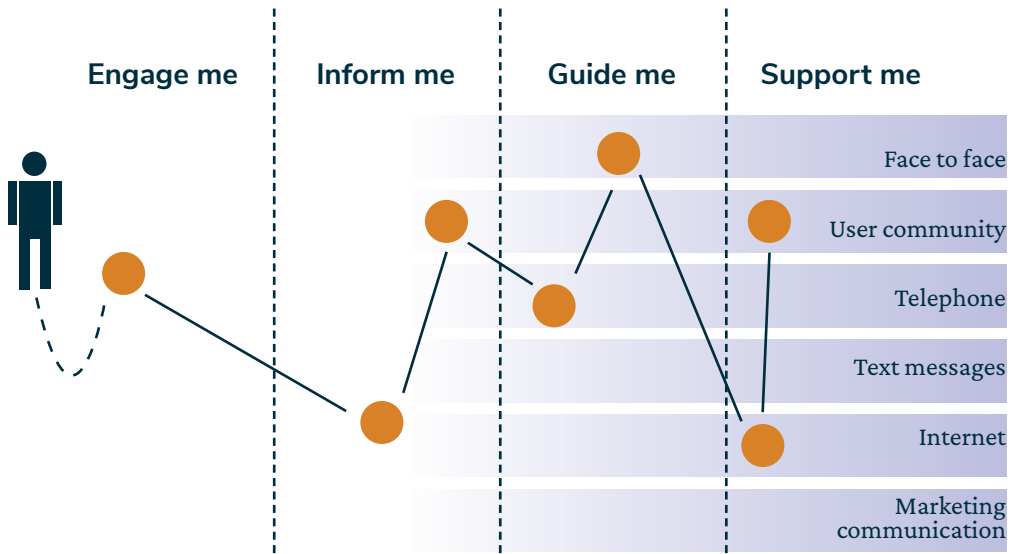 Engage me
Inform me
Guide me
Support me
Face to face
User community
Telephone
Text messages
Internet
Marketing
communication